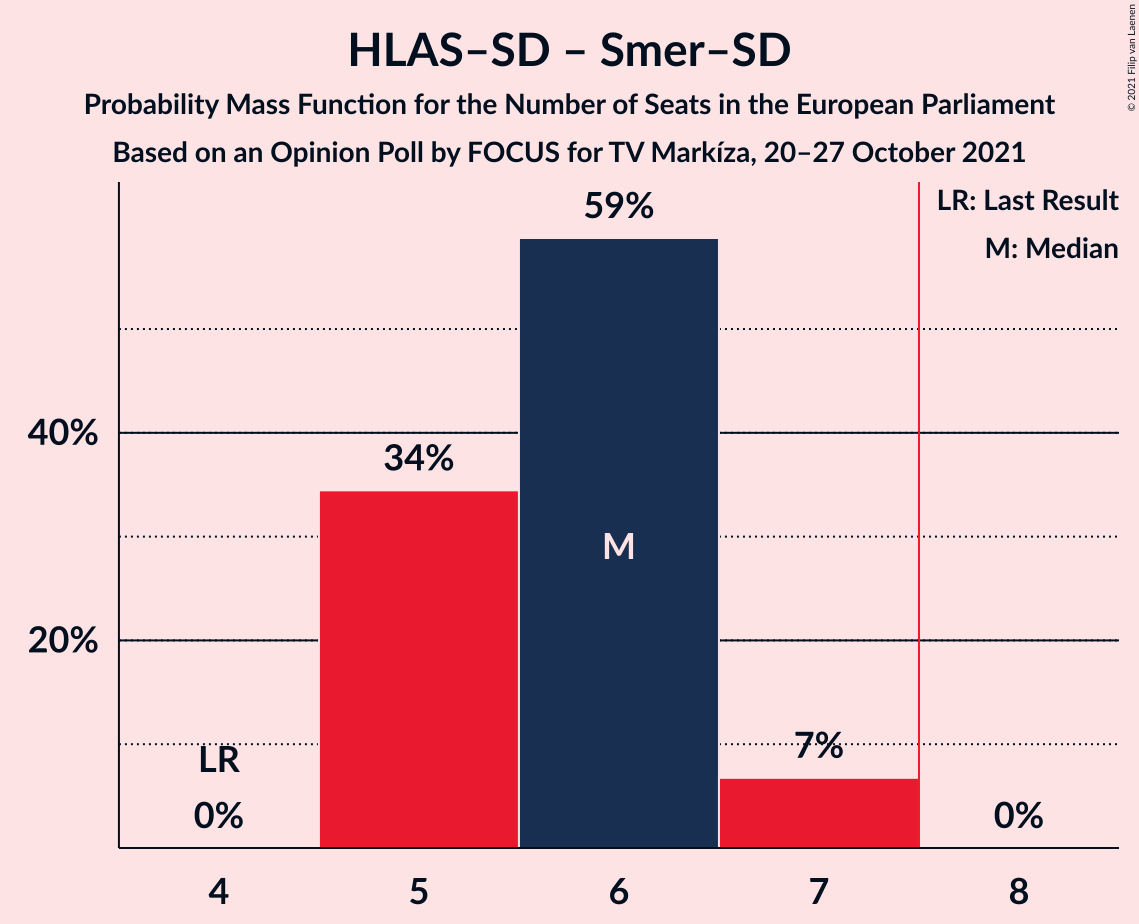 HLAS–SD – Smer–SD
Probability Mass Function for the Number of Seats in the European Parliament
Based on an Opinion Poll by FOCUS for TV Markíza, 20–27 October 2021
© 2021 Filip van Laenen
LR: Last Result
M: Median
59%
40%
34%
M
20%
7%
LR
0%
0%
4
5
6
7
8